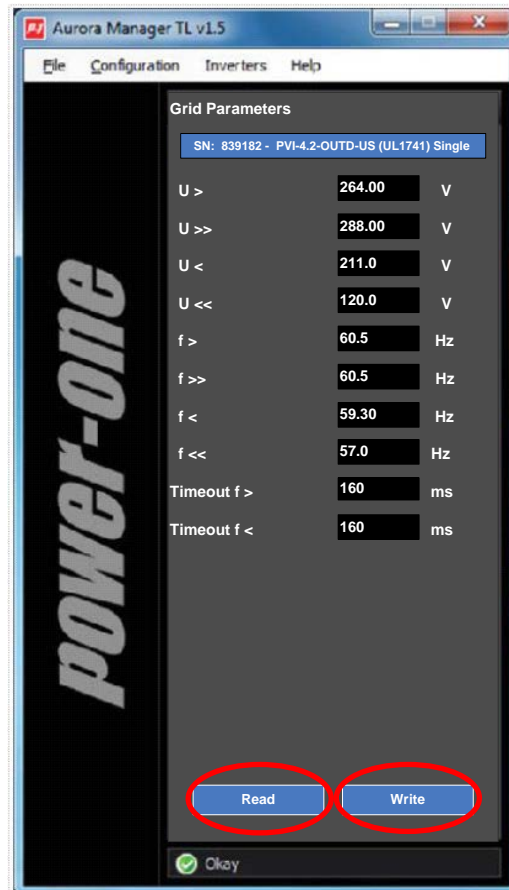 Aurora Manager TL v1.5
File Configuration Inverters Help
Grid Parameters
SN: 839182 - PVI-4.2-OUTD-US (UL1741) Single
U > 264.00 V
U >> 288.00 V
U < 211.0 V
U << 120.0 V
f > 60.5 Hz
f >> 60.5 Hz
f < 59.30 Hz
f << 57.0 Hz
Timeout f > 160 ms
Timeout f < 160 ms
power-one
Read Write
Okay